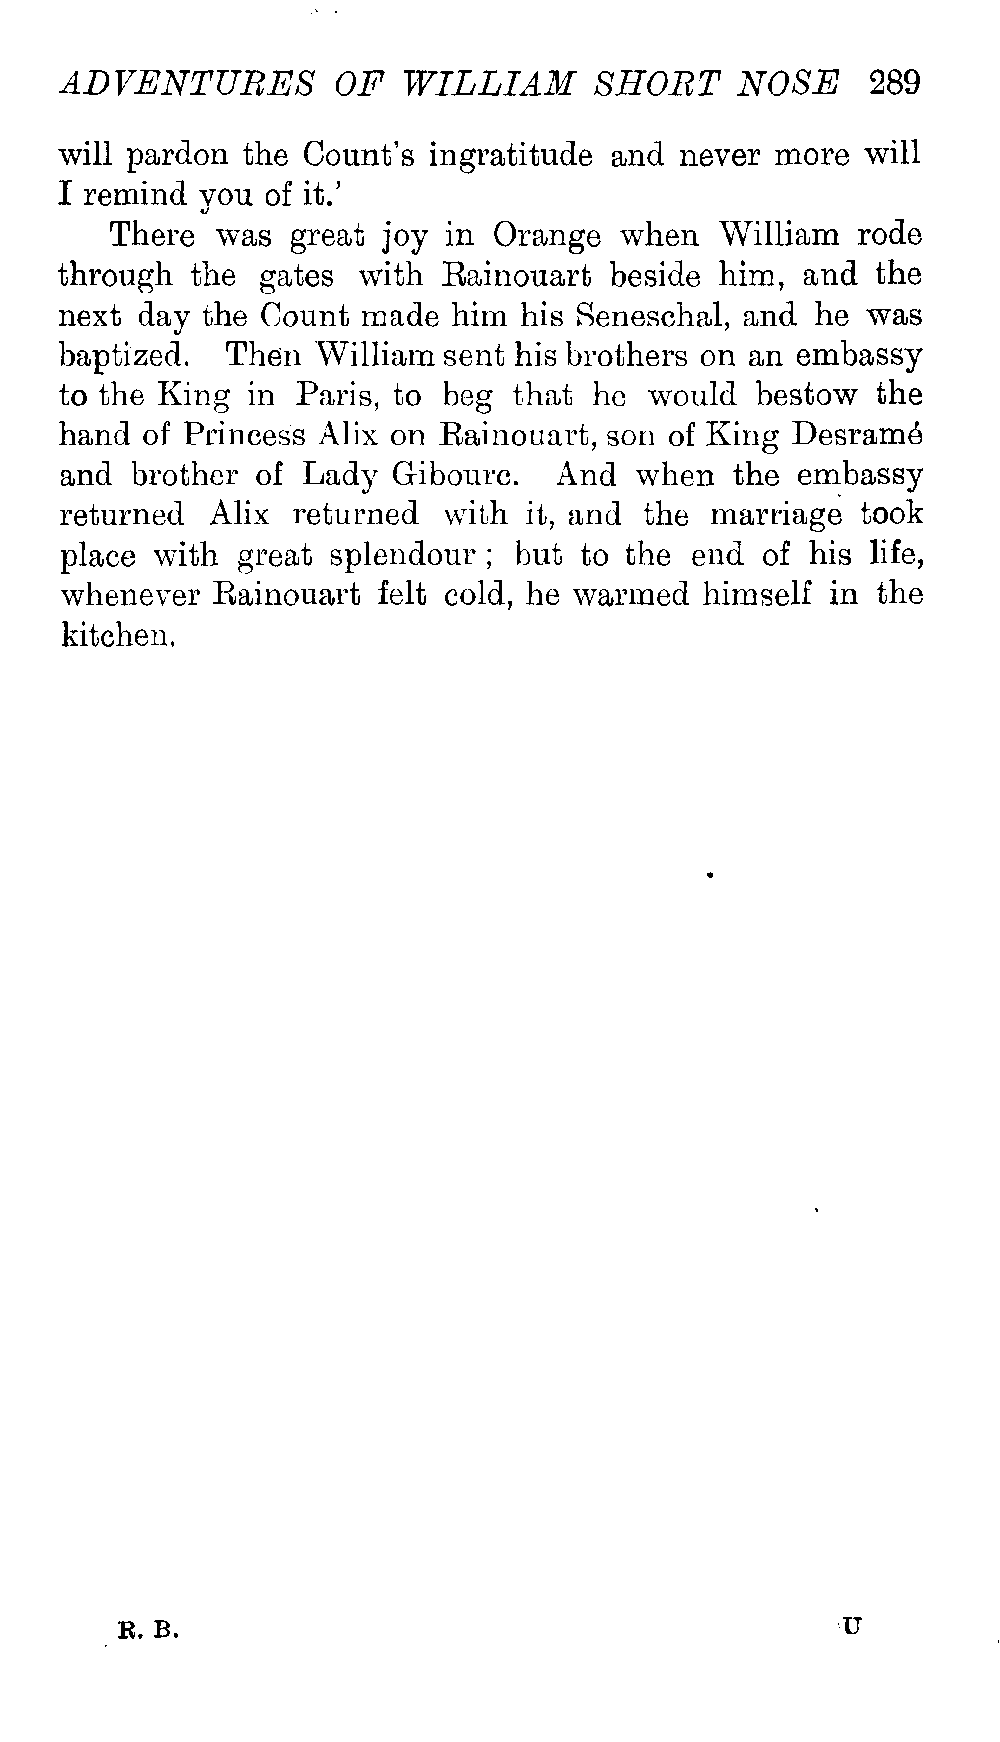 ADVENTURES OF WILLIAM SHORT NOSE 289
will pardon the Count's ingratitude and never more will
I remind you of it.'
There was great joy in Orange when William rode
through the gates with Rainouart beside him, and the
next day the Count made him his Seneschal, and he was
baptized. Then William sent his brothers on an embassy
to the King in Paris, to beg that he would bestow the
hand of Princess Alix on Rainouart, son of King Desramé
and brother of Lady Gibourc. And when the embassy
returned Alix returned with it, and the marriage took
place with great splendour; but to the end of his life,
whenever Rainouart felt cold, he warmed himself in the
kitchen.
R. B. U